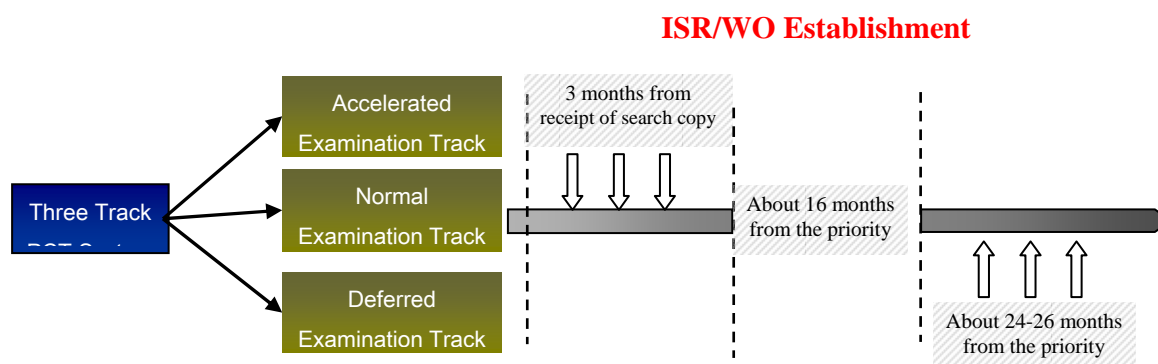 ISR/WO Establishment
Accelerated
Examination Track
3 months from
receipt of search copy
Three Track
Normal
Examination Track
About 16 months
from the priority
Deferred
Examination Track
About 24-26 months
from the priority